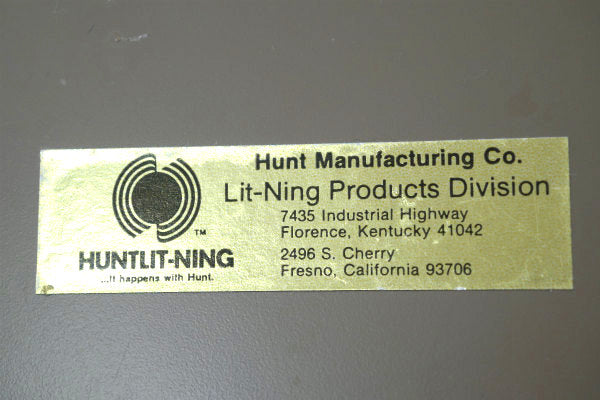 Hunt Manufacturing Co.
Lit-Ning Products Division
7435 Industrial Highway
Florence, Kentucky 41042
2496 S. Cherry
Fresno, California 93706
TM
HUNTLIT-NING
...It happens with Hunt.